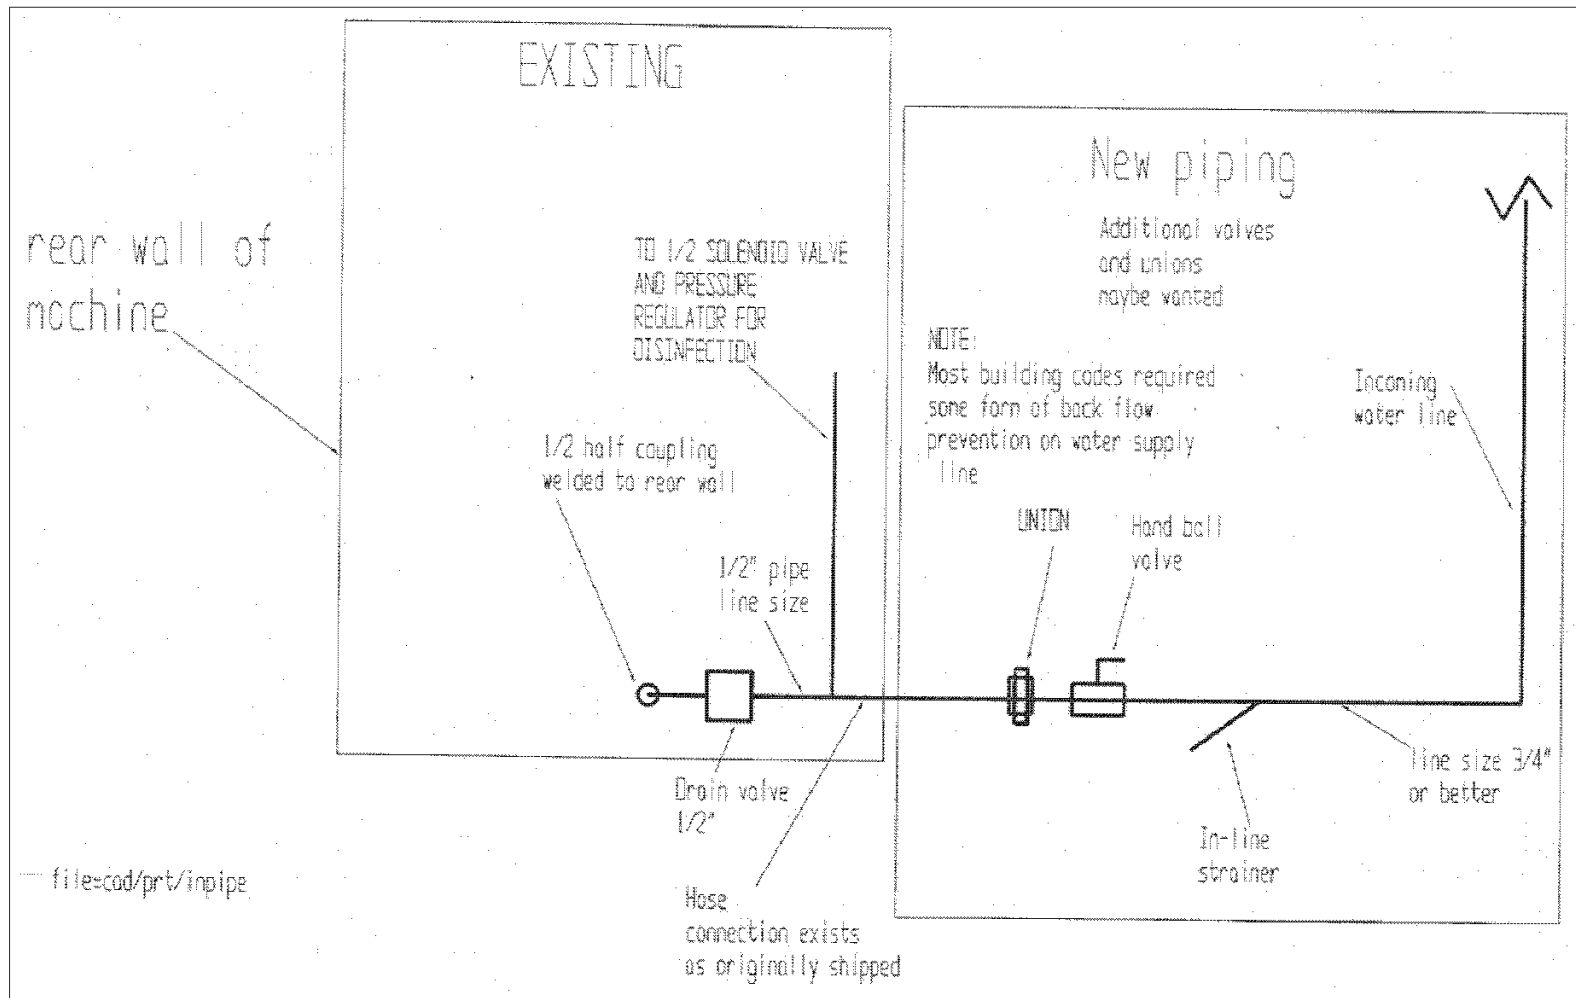 EXISTING
New piping
Additional valves
and unions
maybe wanted
rear wall of
machine
TO 1/2 SOLENOID VALVE
AND PRESSURE
REGULATOR FOR
DISINFECTION
NOTE:
Most building codes required
some form of back flow
prevention on water supply
line
Incoming
water line
1/2 half coupling
welded to rear wall
UNION
Hand ball
valve
1/2" pipe
line size
Drain valve
1/2"
line size 3/4"
or better
In-line
strainer
file=cad/prt/inpipe
Hose
connection exists
as originally shipped